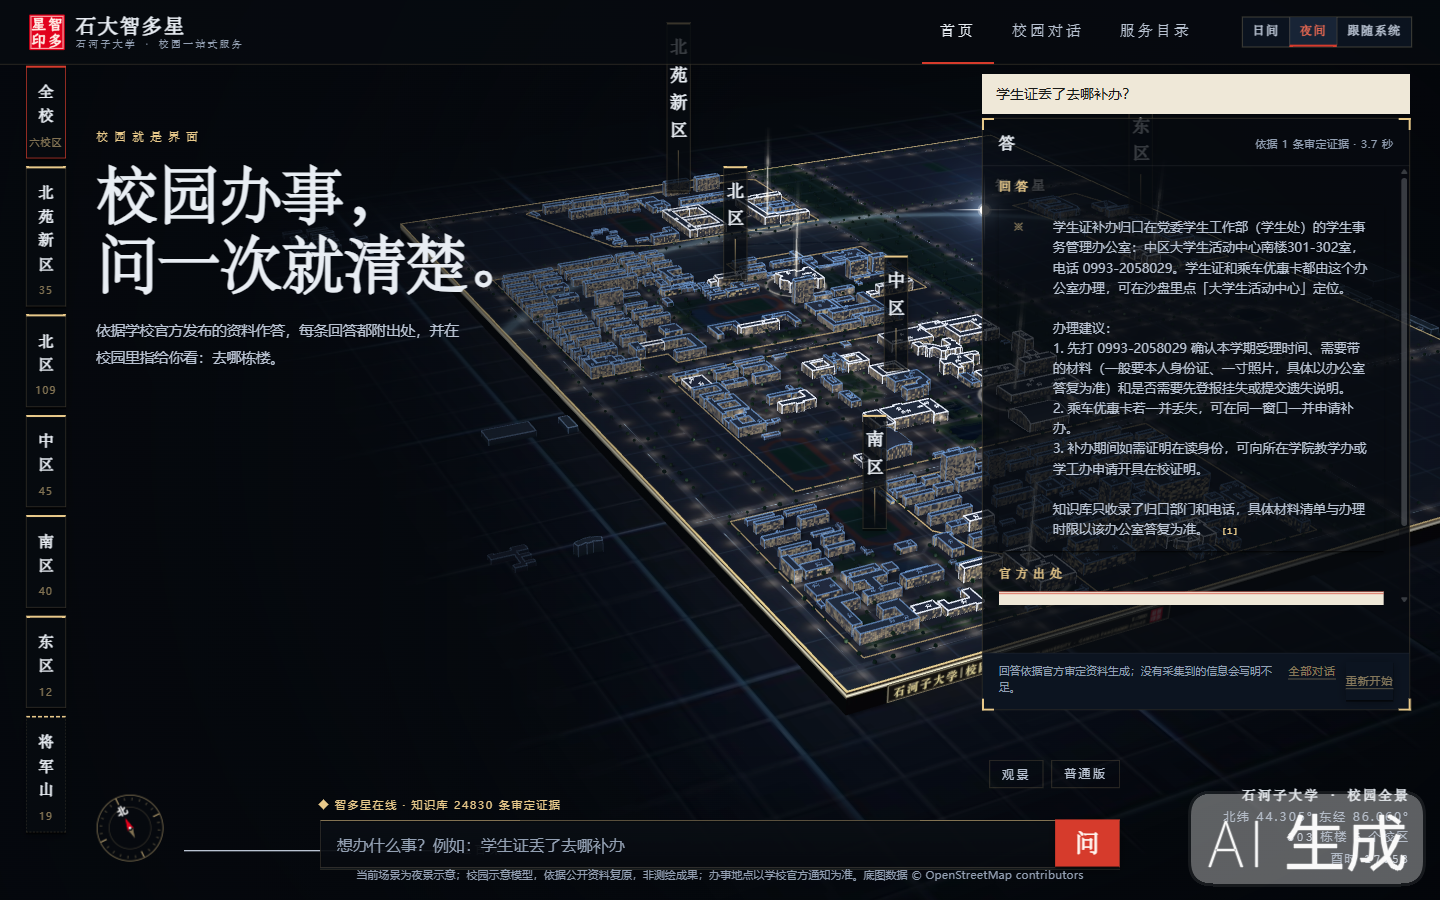 星智
印多
石大智多星
石河子大学 · 校园一站式服务
首页
校园对话
服务目录
日间
夜间
跟随系统
全校
六校区
北苑新区
35
北区
109
中区
45
南区
40
东区
12
将军山
19
校园就是界面
校园办事，
问一次就清楚。
依据学校官方发布的资料作答，每条回答都附出处，并在
校园里指给你看：去哪栋楼。
北苑新区
北区
中区
南区
东区
石河子大学
学生证丢了去哪补办？
答
依据 1 条审定证据 · 3.7 秒
回答
学生证补办归口在党委学生工作部（学生处）的学生事
务管理办公室：中区大学生活动中心南楼301-302室，
电话 0993-2058029。学生证和乘车优惠卡都由这个办
公室办理，可在沙盘里点「大学生活动中心」定位。
办理建议：
1. 先打 0993-2058029 确认本学期受理时间、需要带
的材料（一般要本人身份证、一寸照片，具体以办公室
答复为准）和是否需要先登报挂失或提交遗失说明。
2. 乘车优惠卡若一并丢失，可在同一窗口一并申请补
办。
3. 补办期间如需证明在读身份，可向所在学院教学办或
学工办申请开具在校证明。
知识库只收录了归口部门和电话，具体材料清单与办理
时限以该办公室答复为准。 [1]
官方出处
回答依据官方审定资料生成；没有采集到的信息会写明不
足。
全部对话
重新开始
观景
普通版
北
智多星在线 · 知识库 24830 条审定证据
想办什么事？例如：学生证丢了去哪补办
问
当前场景为夜景示意；校园示意模型，依据公开资料复原，非测绘成果；办事地点以学校官方通知为准。底图数据 © OpenStreetMap contributors
石河子大学 · 校园全景
AI 生成